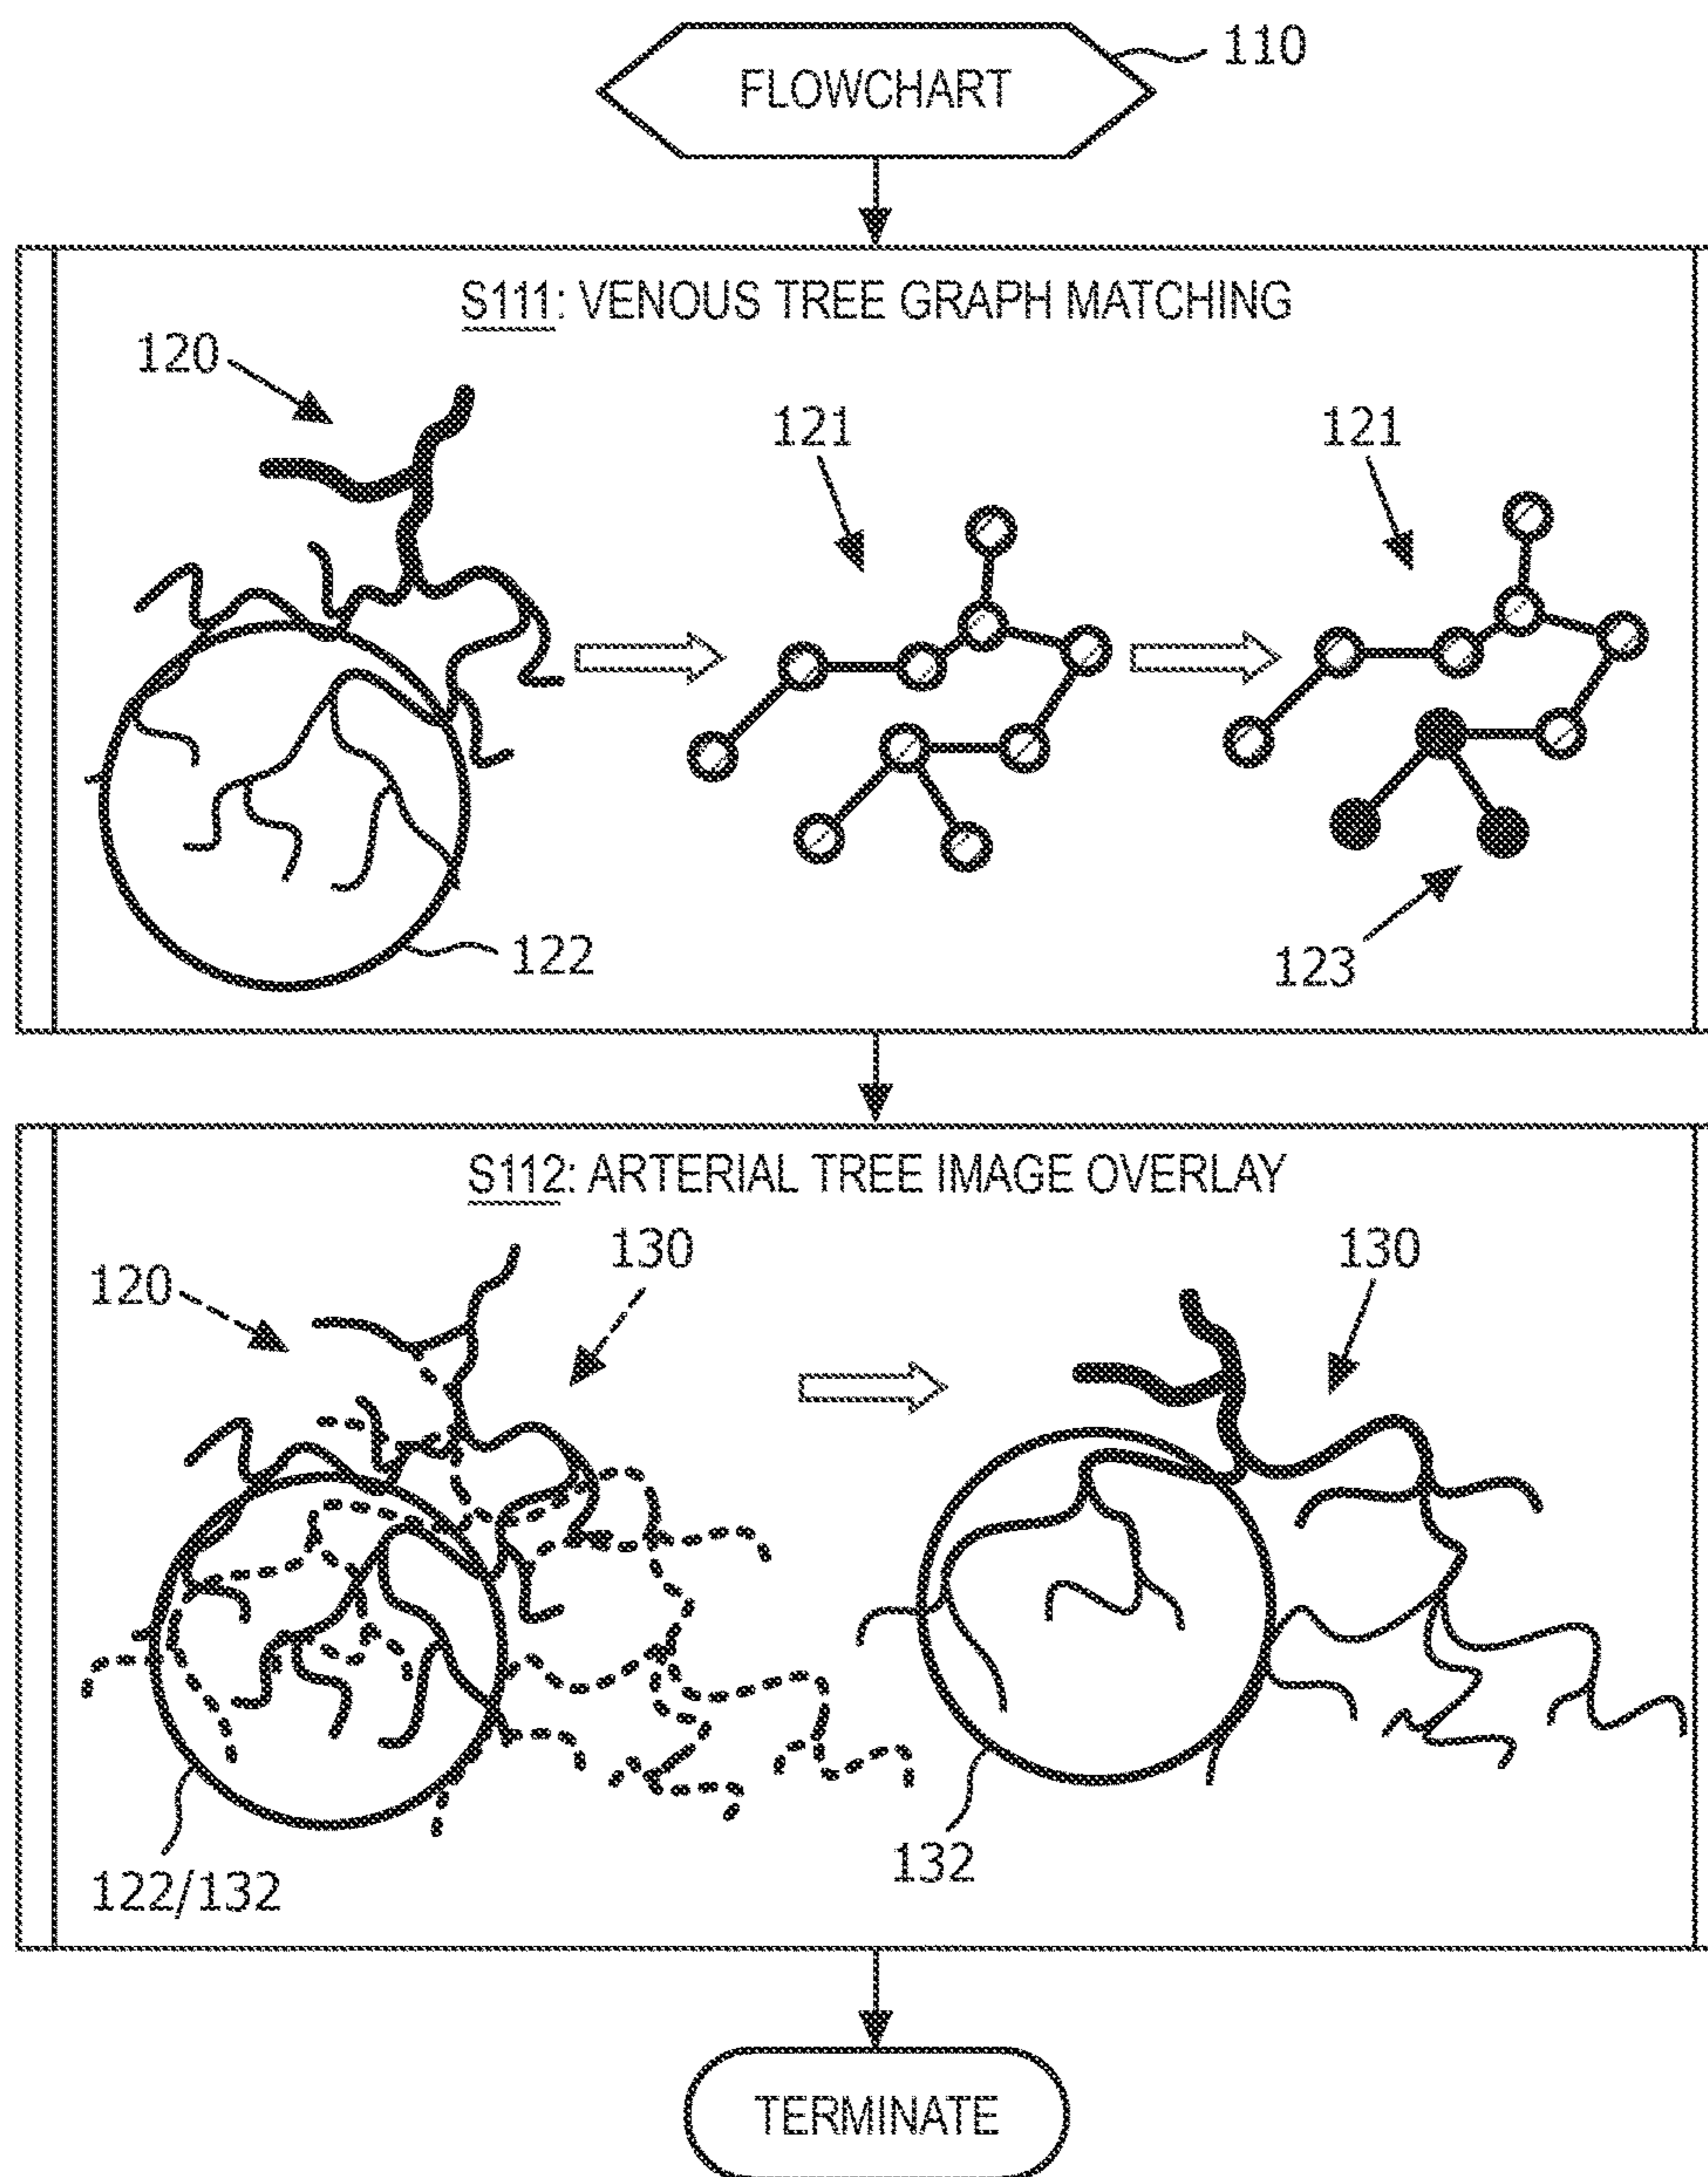 FLOWCHART
110
S111: VENOUS TREE GRAPH MATCHING
120
121
121
122
123
S112: ARTERIAL TREE IMAGE OVERLAY
120
130
130
132
122/132
TERMINATE